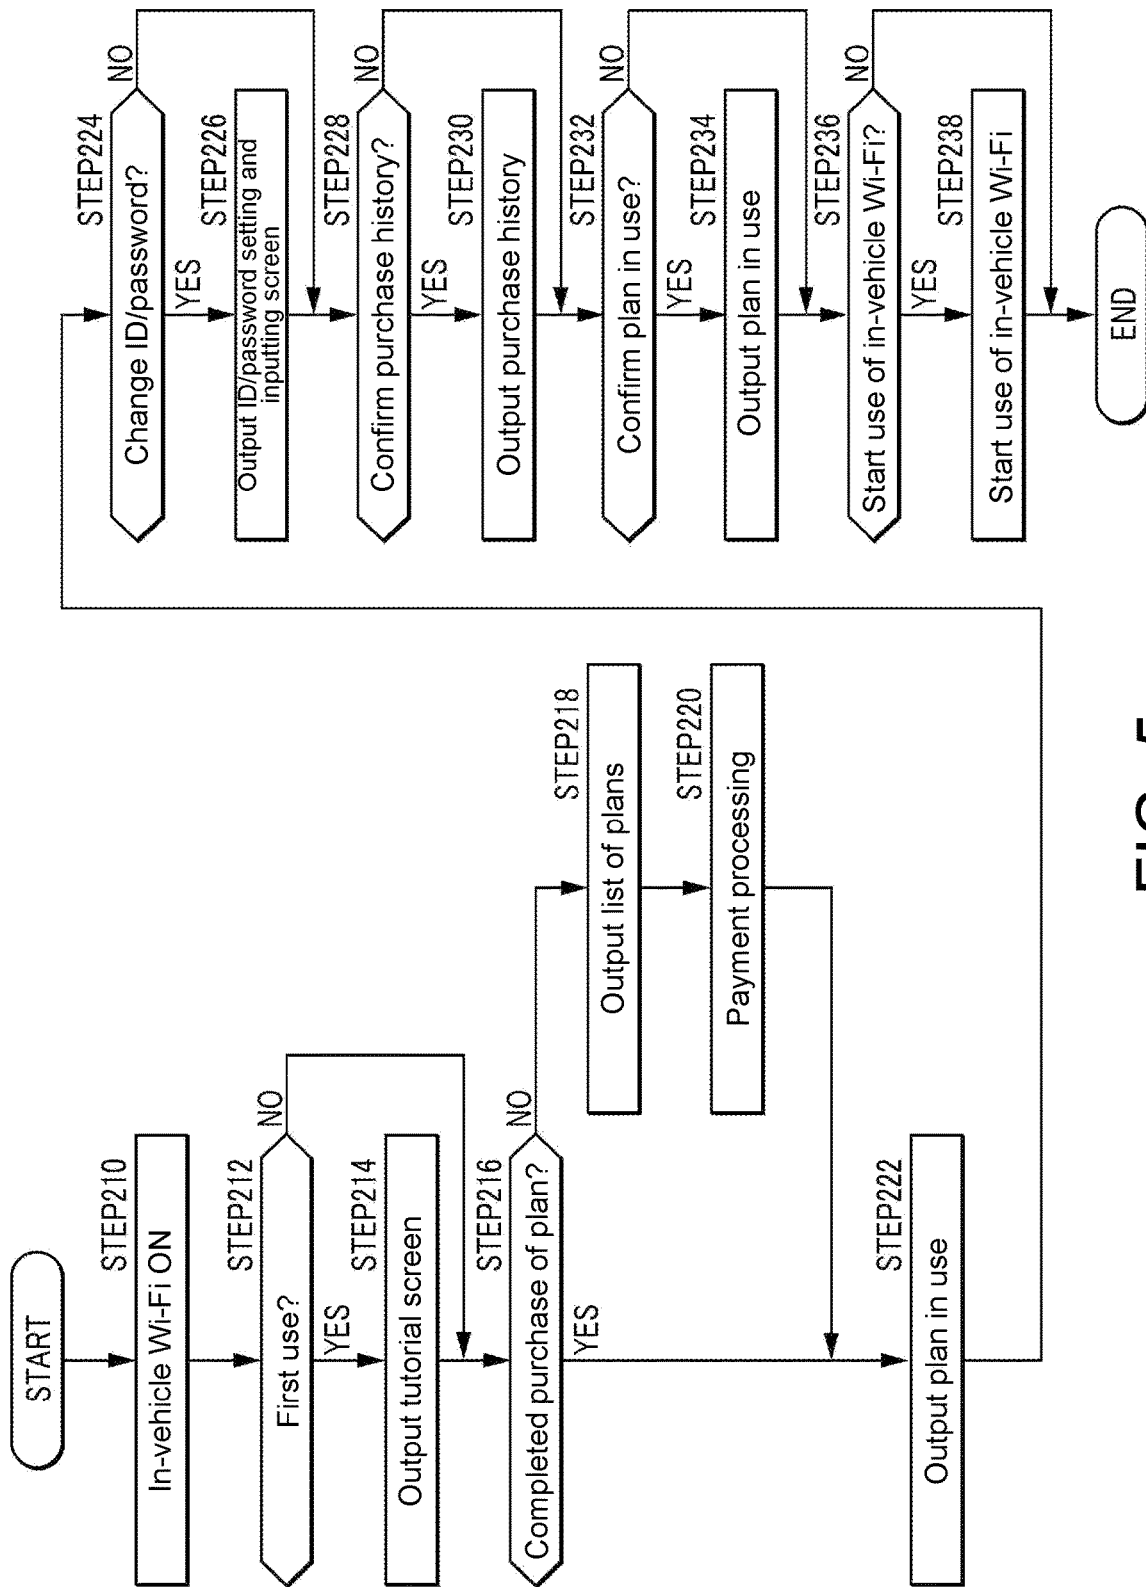 START
STEP210
In-vehicle Wi-Fi ON
STEP212
First use?
NO
YES
STEP214
Output tutorial screen
STEP216
Completed purchase of plan?
NO
YES
STEP218
Output list of plans
STEP220
Payment processing
STEP222
Output plan in use
STEP224
Change ID/password?
NO
YES
STEP226
Output ID/password setting and
inputting screen
STEP228
Confirm purchase history?
NO
YES
STEP230
Output purchase history
STEP232
Confirm plan in use?
NO
YES
STEP234
Output plan in use
STEP236
Start use of in-vehicle Wi-Fi?
NO
YES
STEP238
Start use of in-vehicle Wi-Fi
END